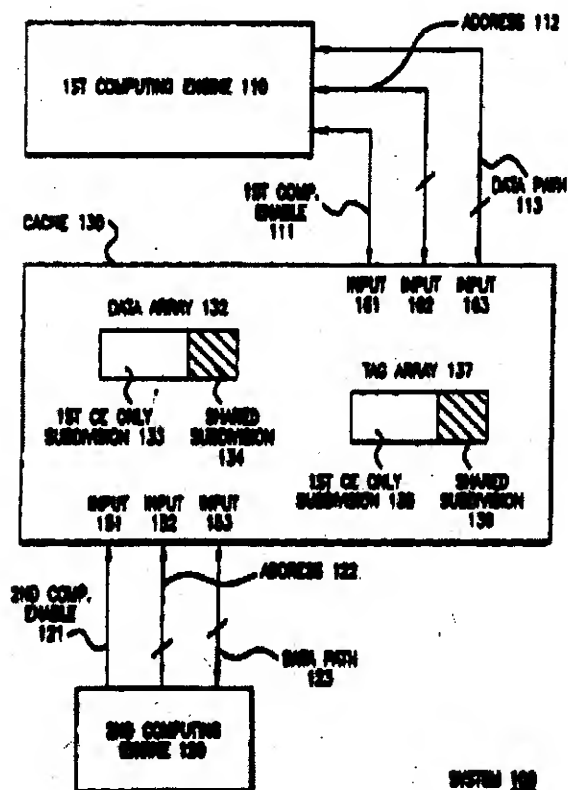 ADDRESS 112
1ST COMPUTING ENGINE 110
1ST COMP.
ENABLE
111
DATA PATH
113
CACHE 130
INPUT
161
INPUT
162
INPUT
163
DATA ARRAY 132
TAG ARRAY 137
1ST CE ONLY
SUBDIVISION 133
SHARED
SUBDIVISION
134
1ST CE ONLY
SUBDIVISION 138
SHARED
SUBDIVISION
139
INPUT
151
INPUT
152
INPUT
153
2ND COMP.
ENABLE
121
ADDRESS 122
DATA PATH
123
2ND COMPUTING
ENGINE 120
SYSTEM 100